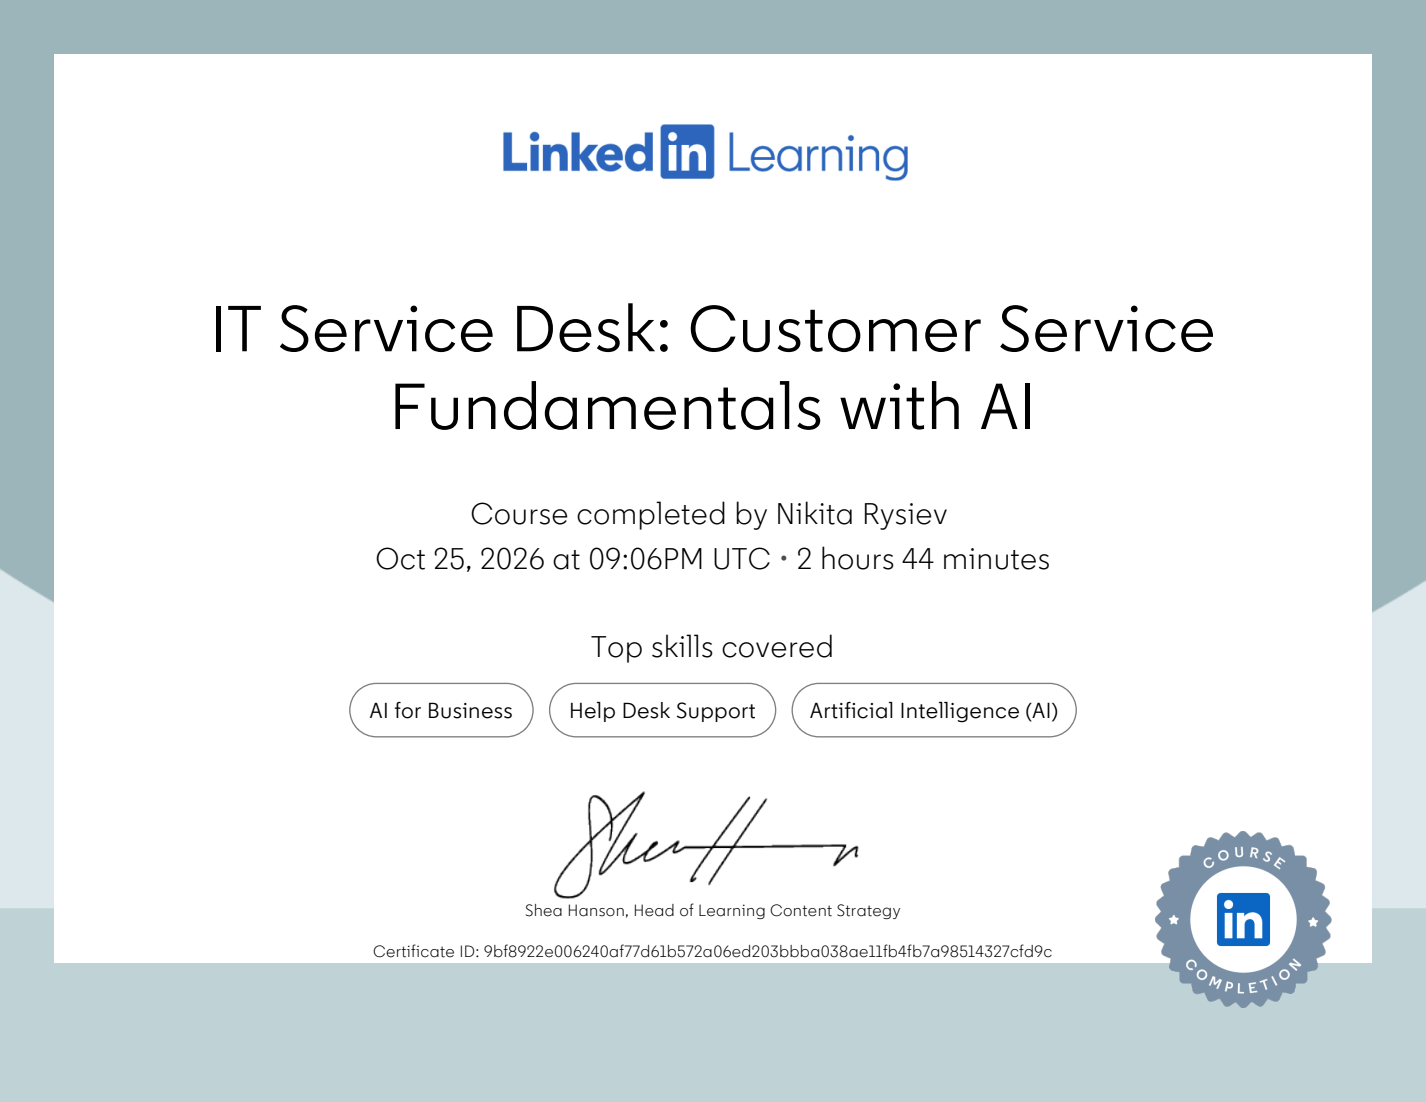 Linked in Learning
IT Service Desk: Customer Service
Fundamentals with AI
Course completed by Nikita Rysiev
Oct 25, 2026 at 09:06PM UTC • 2 hours 44 minutes
Top skills covered
AI for Business
Help Desk Support
Artificial Intelligence (AI)
Shea Hanson, Head of Learning Content Strategy
Certificate ID: 9bf8922e006240af77d61b572a06ed203bbba038ae11fb4fb7a98514327cfd9c
COURSE
in
COMPLETION